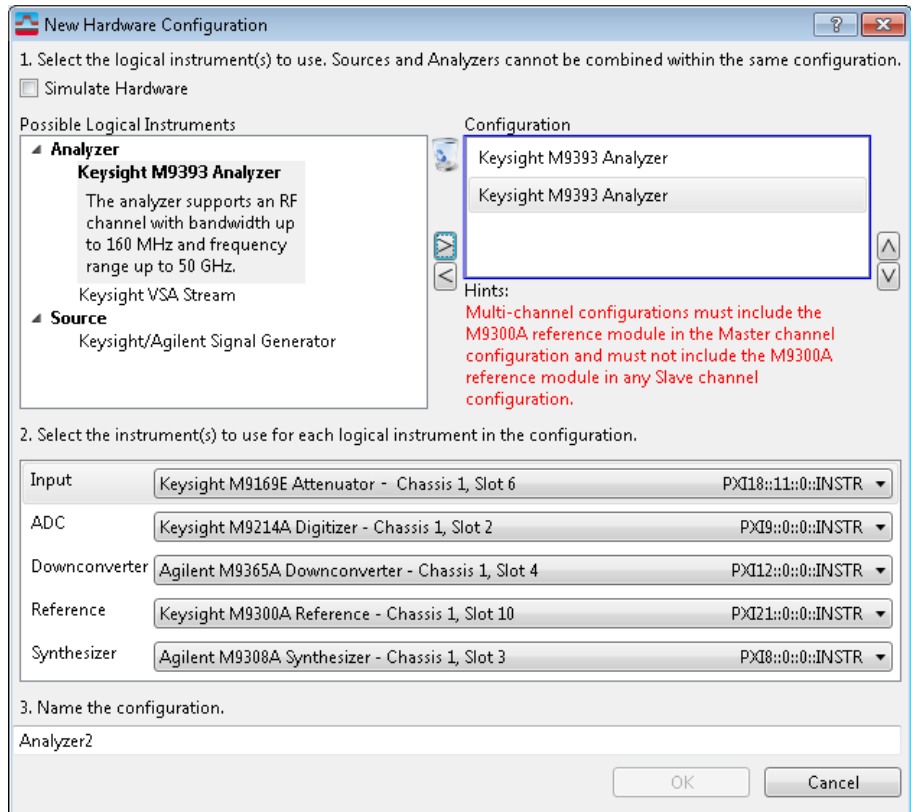 New Hardware Configuration
1. Select the logical instrument(s) to use. Sources and Analyzers cannot be combined within the same configuration.
Simulate Hardware
Possible Logical Instruments
Analyzer
Keysight M9393 Analyzer
The analyzer supports an RF
channel with bandwidth up
to 160 MHz and frequency
range up to 50 GHz.
Keysight VSA Stream
Source
Keysight/Agilent Signal Generator
Configuration
Keysight M9393 Analyzer
Keysight M9393 Analyzer
Hints:
Multi-channel configurations must include the
M9300A reference module in the Master channel
configuration and must not include the M9300A
reference module in any Slave channel
configuration.
2. Select the instrument(s) to use for each logical instrument in the configuration.
Input Keysight M9169E Attenuator - Chassis 1, Slot 6 PXI18::11::0::INSTR
ADC Keysight M9214A Digitizer - Chassis 1, Slot 2 PXI9::0::0::INSTR
Downconverter Agilent M9365A Downconverter - Chassis 1, Slot 4 PXI12::0::0::INSTR
Reference Keysight M9300A Reference - Chassis 1, Slot 10 PXI21::0::0::INSTR
Synthesizer Agilent M9308A Synthesizer - Chassis 1, Slot 3 PXI8::0::0::INSTR
3. Name the configuration.
Analyzer2
OK Cancel